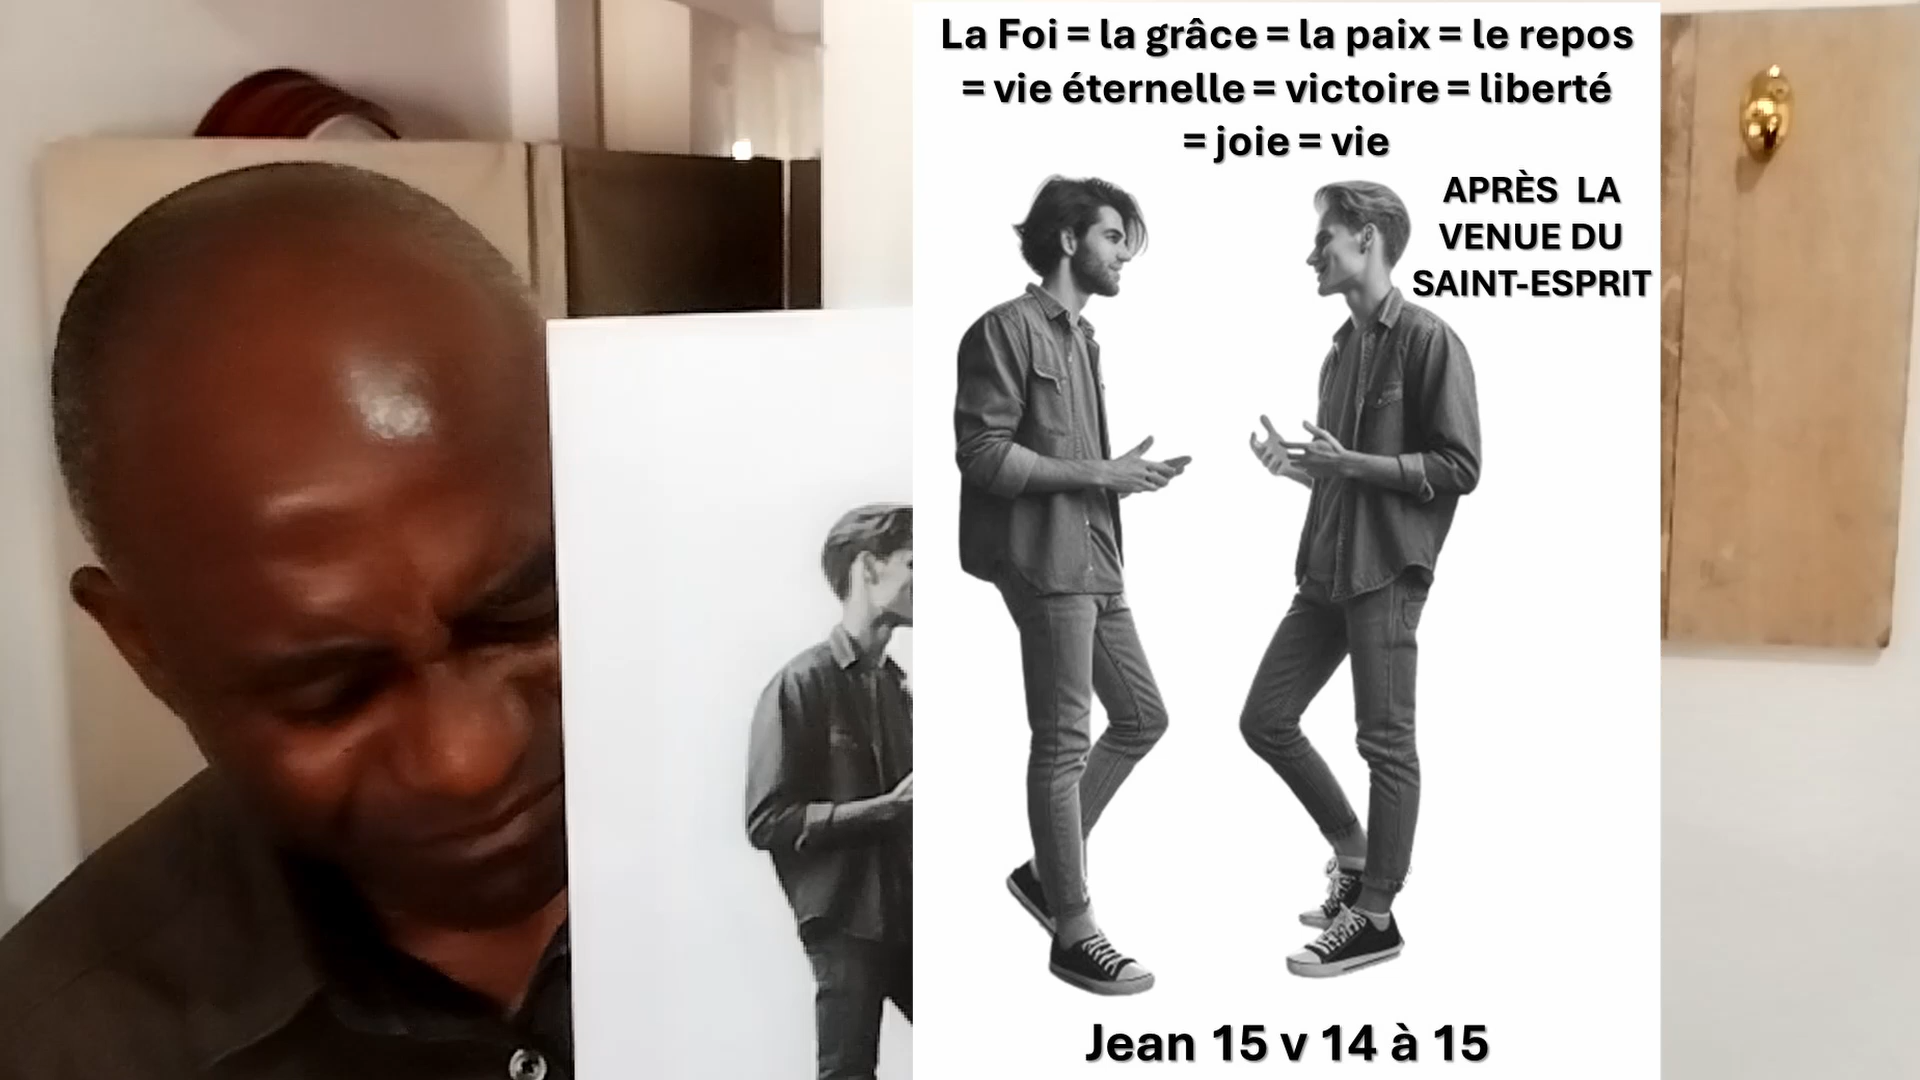 La Foi = la grâce = la paix = le repos
= vie éternelle = victoire = liberté
= joie = vie
APRÈS LA
VENUE DU
SAINT-ESPRIT
Jean 15 v 14 à 15